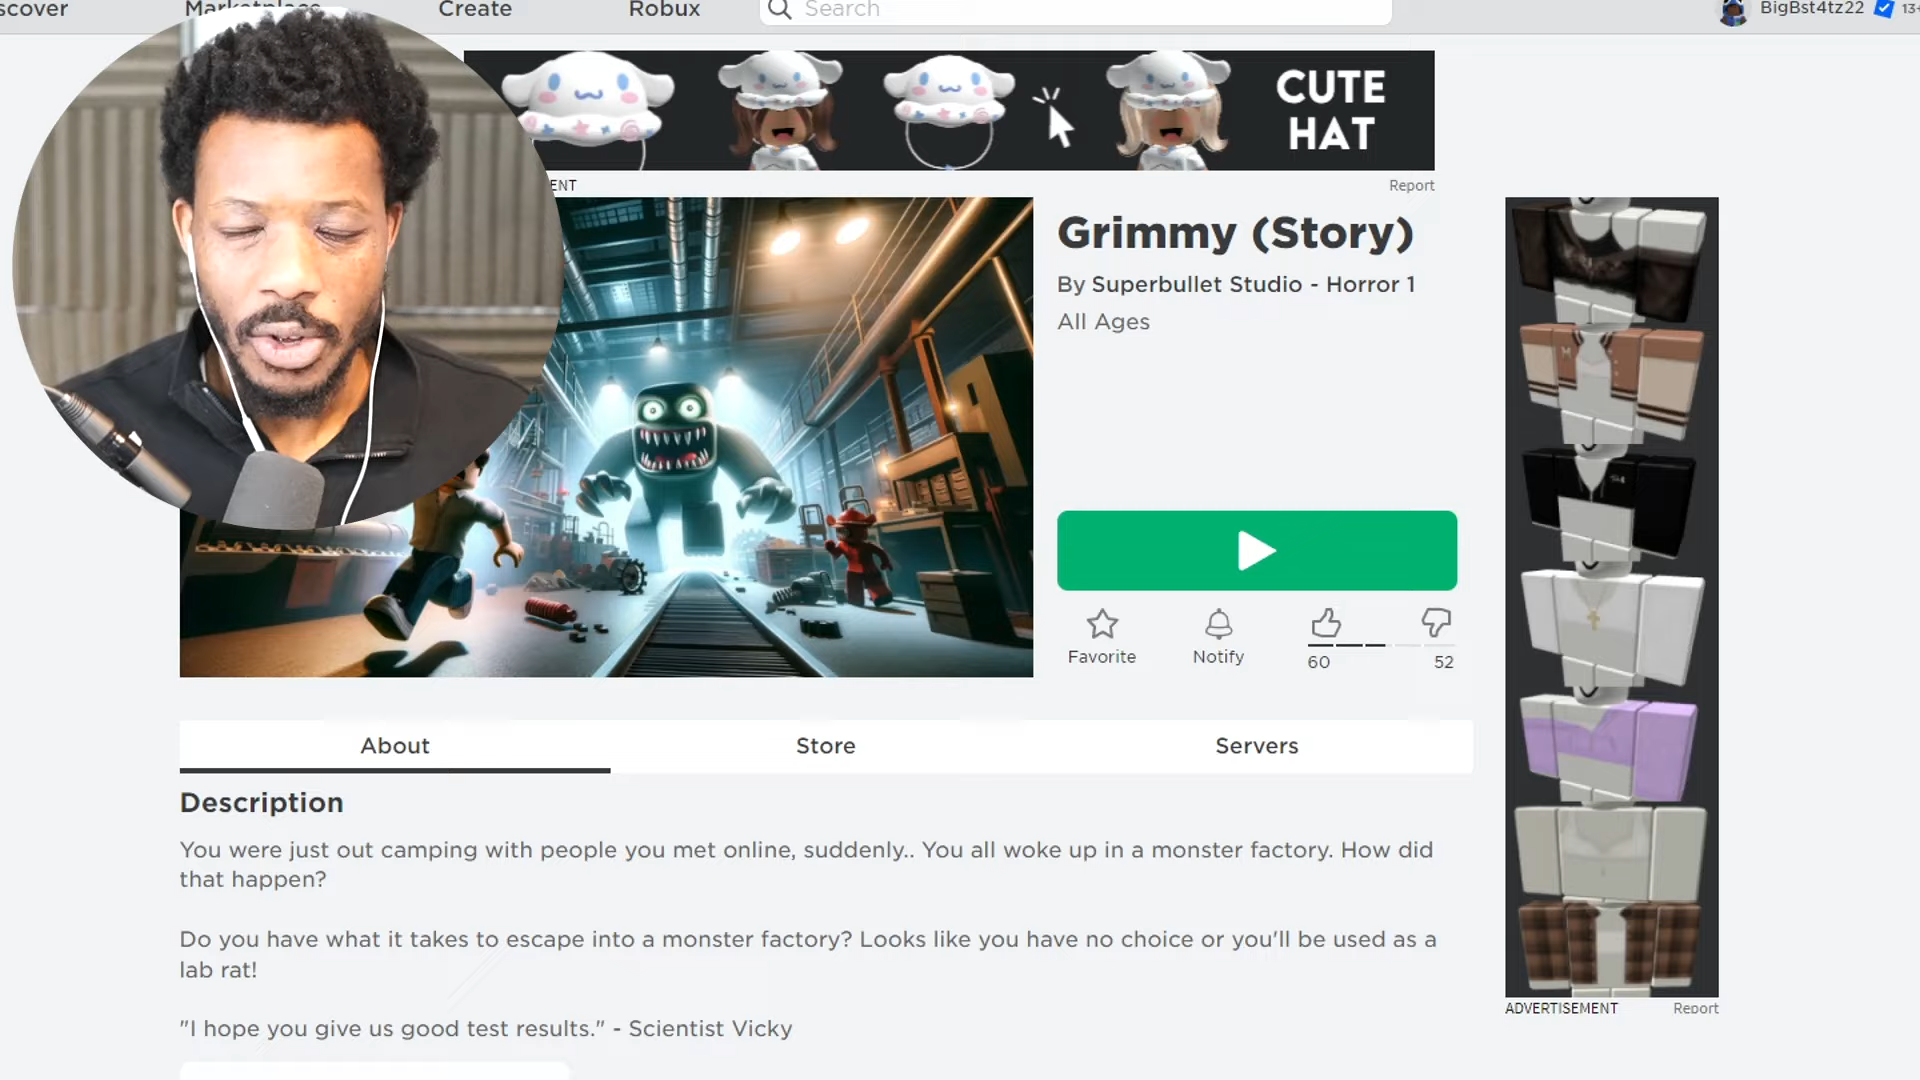 scover
Marketplace
Create
Robux
Search
BigBst4tz22
13+
CUTE
HAT
ENT
Report
Grimmy (Story)
By Superbullet Studio - Horror 1
All Ages
Favorite
Notify
60
52
About
Store
Servers
Description
You were just out camping with people you met online, suddenly.. You all woke up in a monster factory. How did
that happen?
Do you have what it takes to escape into a monster factory? Looks like you have no choice or you'll be used as a
lab rat!
"I hope you give us good test results." - Scientist Vicky
ADVERTISEMENT
Report